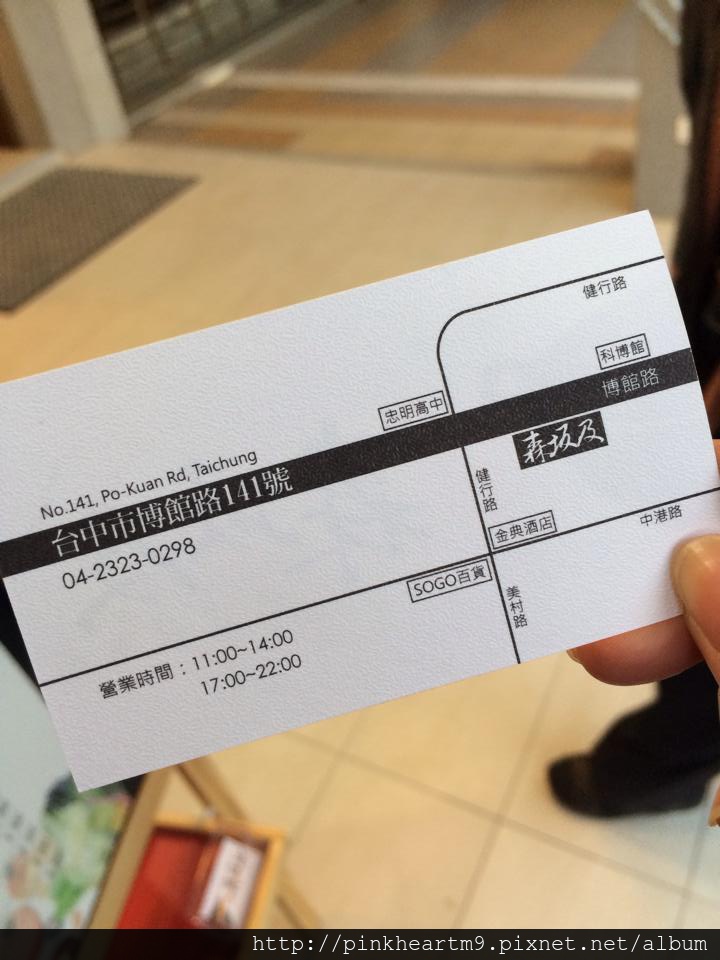 健行路
科博館
博館路
忠明高中
森坂及
No.141, Po-Kuan Rd, Taichung
台中市博館路141號
04-2323-0298
健行路
金典酒店
中港路
SOGO百貨
美村路
營業時間：11:00~14:00
17:00~22:00
http://pinkheartm9.pixnet.net/album